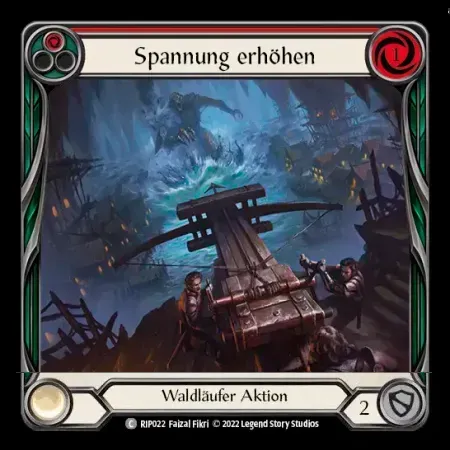 Spannung erhöhen
1
Waldläufer Aktion
2
C RIP022 Faizal Fikri © 2022 Legend Story Studios